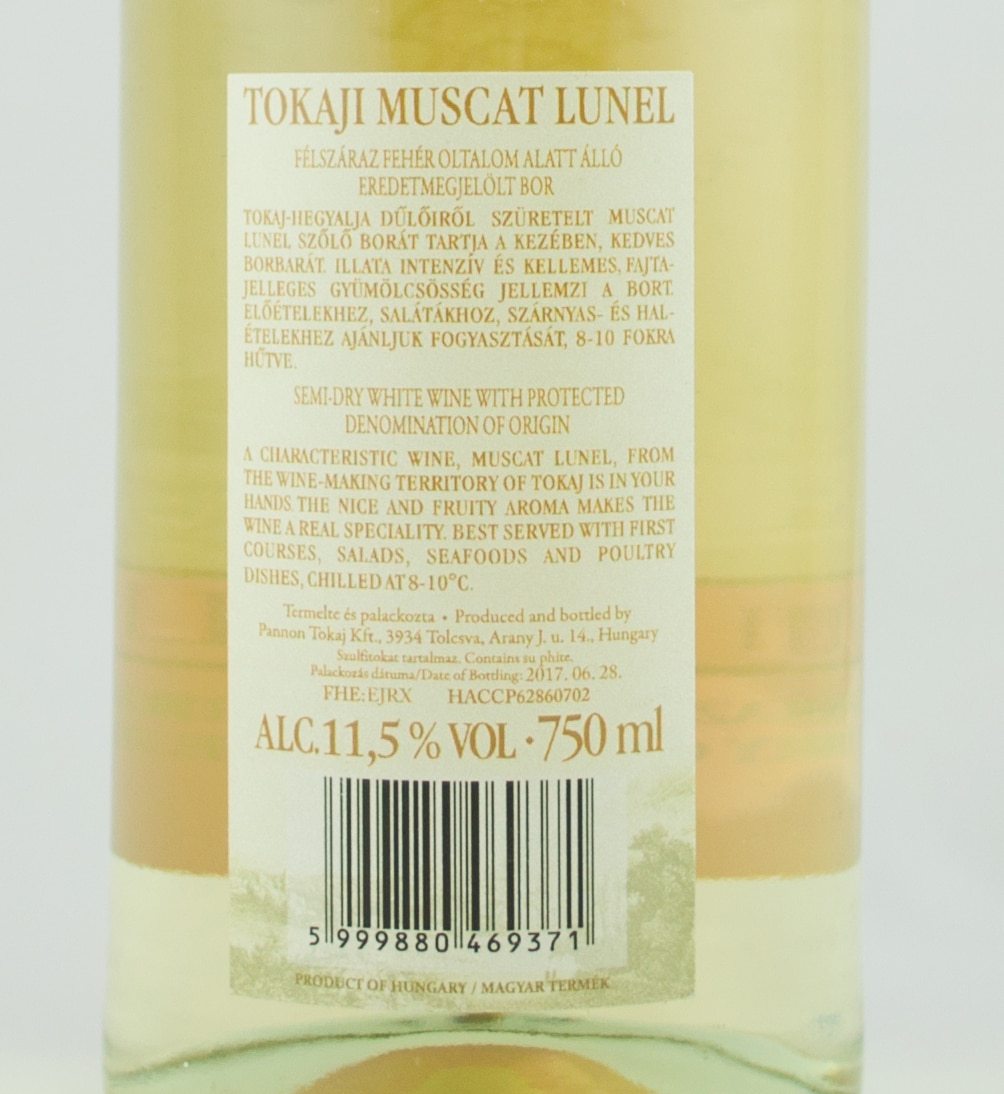 TOKAJI MUSCAT LUNEL
FÉLSZÁRAZ FEHÉR OLTALOM ALATT ÁLLÓ
EREDETMEGJELÖLT BOR
TOKAJ-HEGYALJA DŰLŐIRŐL SZÜRETELT MUSCAT
LUNEL SZŐLŐ BORÁT TARTJA A KEZÉBEN, KEDVES
BORBARÁT. ILLATA INTENZÍV ÉS KELLEMES, FAJTA-
JELLEGES GYÜMÖLCSÖSSÉG JELLEMZI A BORT.
ELŐÉTELEKHEZ, SALÁTÁKHOZ, SZÁRNYAS- ÉS HAL-
ÉTELEKHEZ AJÁNLJUK FOGYASZTÁSÁT, 8-10 FOKRA
HŰTVE.
SEMI-DRY WHITE WINE WITH PROTECTED
DENOMINATION OF ORIGIN
A CHARACTERISTIC WINE, MUSCAT LUNEL, FROM
THE WINE-MAKING TERRITORY OF TOKAJ IS IN YOUR
HANDS. THE NICE AND FRUITY AROMA MAKES THE
WINE A REAL SPECIALITY. BEST SERVED WITH FIRST
COURSES, SALADS, SEAFOODS AND POULTRY
DISHES, CHILLED AT 8-10°C.
Termelte és palackozta • Produced and bottled by
Pannon Tokaj Kft., 3934 Tolcsva, Arany J. u. 14., Hungary
Szulfitokat tartalmaz. Contains su phite.
Palackozás dátuma/Date of Bottling: 2017. 06. 28.
FHE: EJRX HACCP62860702
ALC. 11,5 % VOL · 750 ml
5 999880 469371
PRODUCT OF HUNGARY / MAGYAR TERMÉK